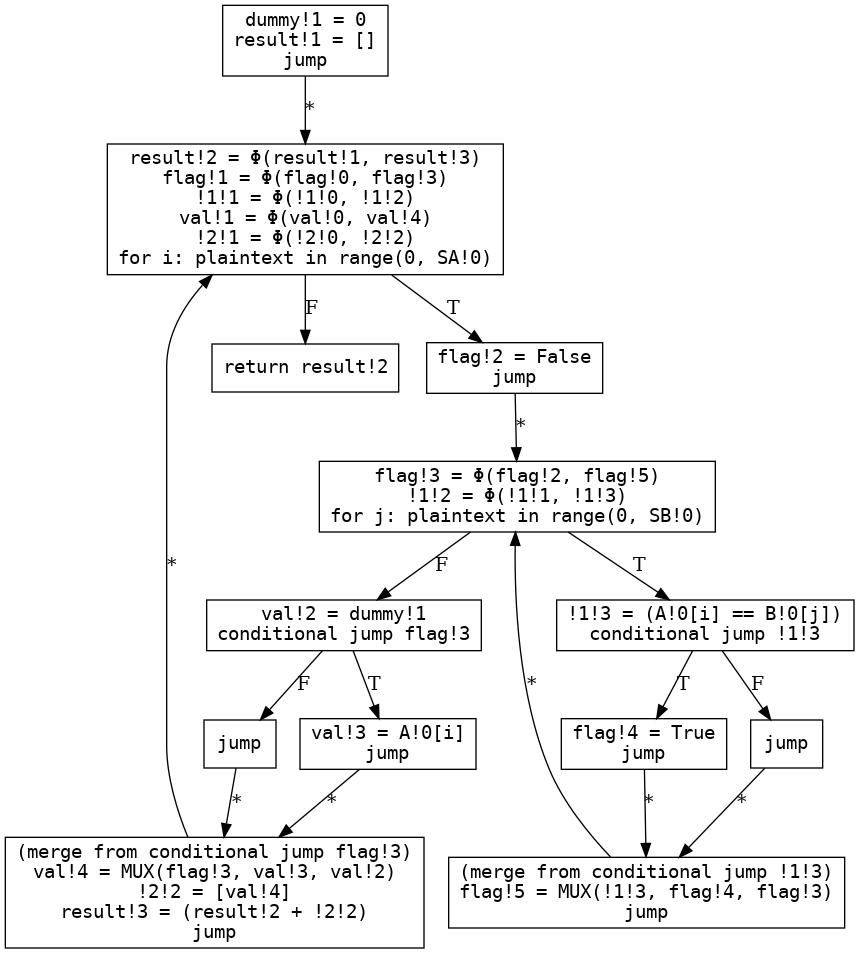 dummy!1 = 0
result!1 = []
jump
*
result!2 = Φ(result!1, result!3)
flag!1 = Φ(flag!0, flag!3)
!1!1 = Φ(!1!0, !1!2)
val!1 = Φ(val!0, val!4)
!2!1 = Φ(!2!0, !2!2)
for i: plaintext in range(0, SA!0)
F
T
return result!2
flag!2 = False
jump
*
flag!3 = Φ(flag!2, flag!5)
!1!2 = Φ(!1!1, !1!3)
for j: plaintext in range(0, SB!0)
*
F
T
val!2 = dummy!1
conditional jump flag!3
!1!3 = (A!0[i] == B!0[j])
conditional jump !1!3
F
T
*
T
F
jump
val!3 = A!0[i]
jump
flag!4 = True
jump
jump
*
*
*
*
(merge from conditional jump flag!3)
val!4 = MUX(flag!3, val!3, val!2)
!2!2 = [val!4]
result!3 = (result!2 + !2!2)
jump
(merge from conditional jump !1!3)
flag!5 = MUX(!1!3, flag!4, flag!3)
jump